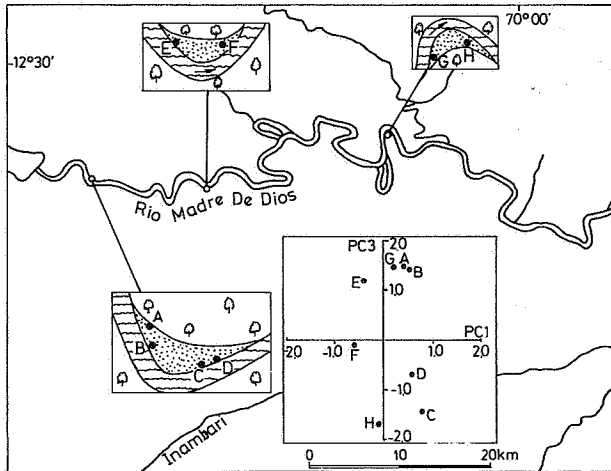 70°00'
-12°30'
E F
G H
Rio Madre De Dios
A
B
C D
PC3
2.0
G A
B
E
1.0
PC1
-2.0 -1.0 1.0 2.0
F
D
-1.0
C
H
-2.0
Inambari
0 10 20km